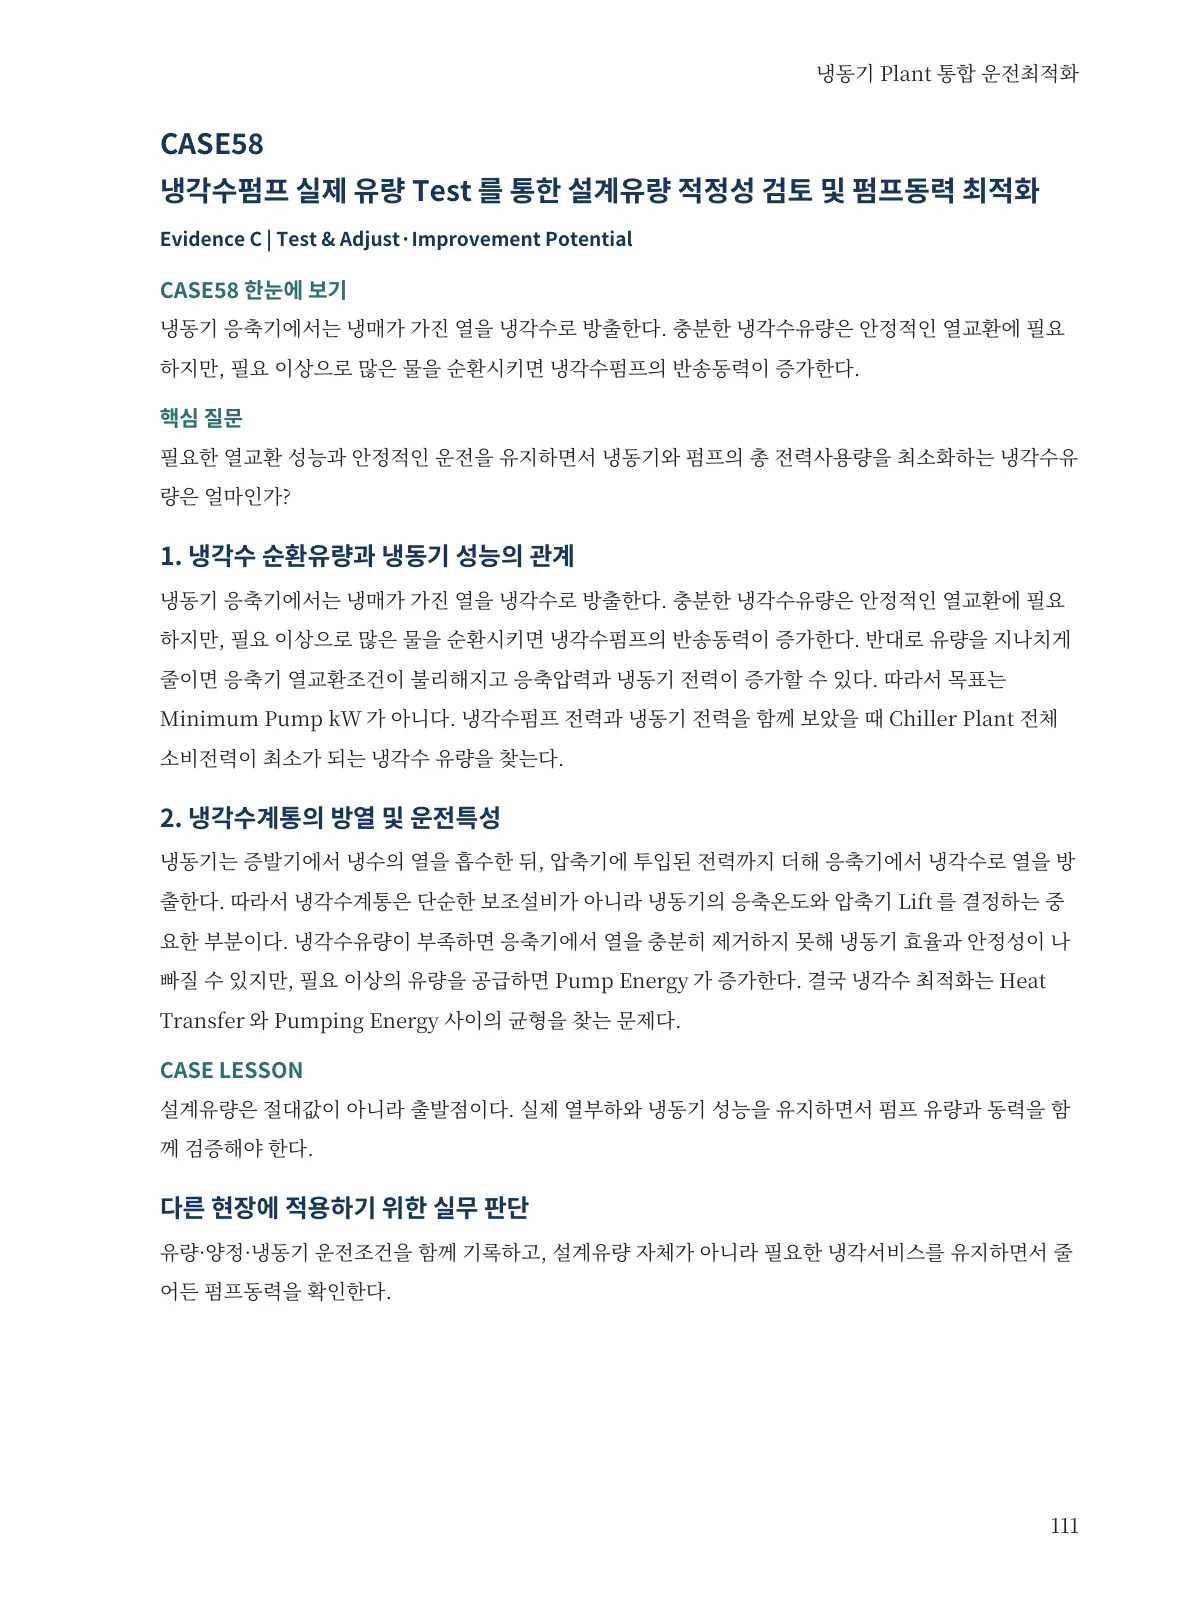 냉동기 Plant 통합 운전최적화
CASE58
냉각수펌프 실제 유량 Test 를 통한 설계유량 적정성 검토 및 펌프동력 최적화
Evidence C | Test & Adjust · Improvement Potential
CASE58 한눈에 보기
냉동기 응축기에서는 냉매가 가진 열을 냉각수로 방출한다. 충분한 냉각수유량은 안정적인 열교환에 필요
하지만, 필요 이상으로 많은 물을 순환시키면 냉각수펌프의 반송동력이 증가한다.
핵심 질문
필요한 열교환 성능과 안정적인 운전을 유지하면서 냉동기와 펌프의 총 전력사용량을 최소화하는 냉각수유
량은 얼마인가?
1. 냉각수 순환유량과 냉동기 성능의 관계
냉동기 응축기에서는 냉매가 가진 열을 냉각수로 방출한다. 충분한 냉각수유량은 안정적인 열교환에 필요
하지만, 필요 이상으로 많은 물을 순환시키면 냉각수펌프의 반송동력이 증가한다. 반대로 유량을 지나치게
줄이면 응축기 열교환조건이 불리해지고 응축압력과 냉동기 전력이 증가할 수 있다. 따라서 목표는
Minimum Pump kW 가 아니다. 냉각수펌프 전력과 냉동기 전력을 함께 보았을 때 Chiller Plant 전체
소비전력이 최소가 되는 냉각수 유량을 찾는다.
2. 냉각수계통의 방열 및 운전특성
냉동기는 증발기에서 냉수의 열을 흡수한 뒤, 압축기에 투입된 전력까지 더해 응축기에서 냉각수로 열을 방
출한다. 따라서 냉각수계통은 단순한 보조설비가 아니라 냉동기의 응축온도와 압축기 Lift 를 결정하는 중
요한 부분이다. 냉각수유량이 부족하면 응축기에서 열을 충분히 제거하지 못해 냉동기 효율과 안정성이 나
빠질 수 있지만, 필요 이상의 유량을 공급하면 Pump Energy 가 증가한다. 결국 냉각수 최적화는 Heat
Transfer 와 Pumping Energy 사이의 균형을 찾는 문제다.
CASE LESSON
설계유량은 절대값이 아니라 출발점이다. 실제 열부하와 냉동기 성능을 유지하면서 펌프 유량과 동력을 함
께 검증해야 한다.
다른 현장에 적용하기 위한 실무 판단
유량·양정·냉동기 운전조건을 함께 기록하고, 설계유량 자체가 아니라 필요한 냉각서비스를 유지하면서 줄
어든 펌프동력을 확인한다.
111